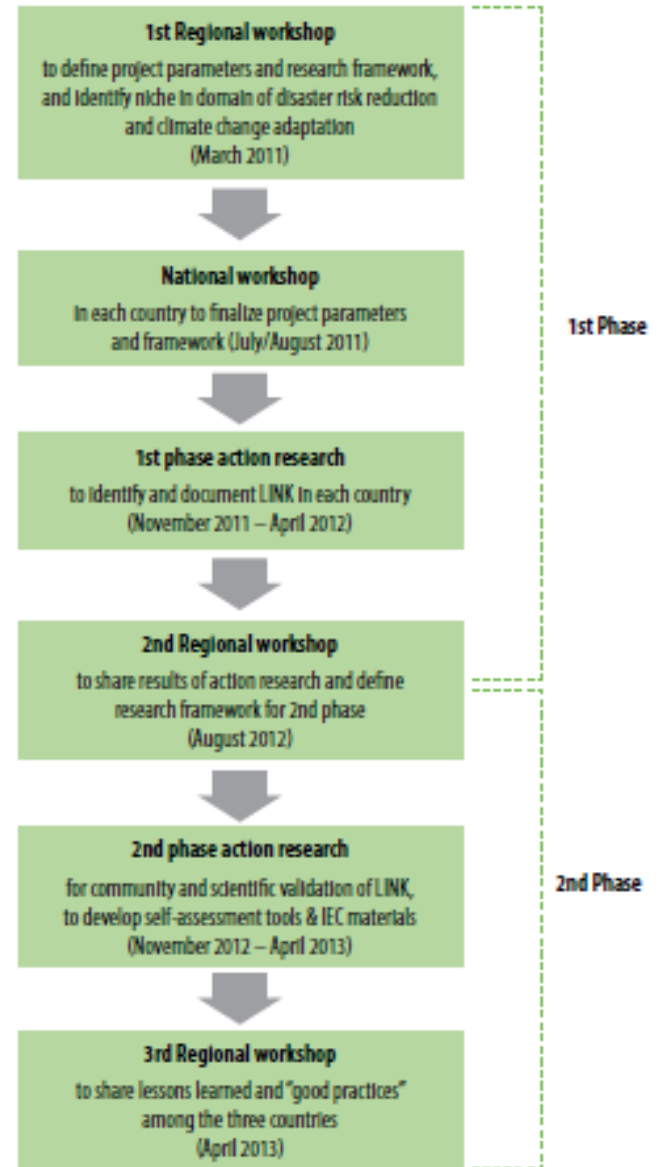 1st Regional workshop
to define project parameters and research framework,
and identify niche in domain of disaster risk reduction
and climate change adaptation
(March 2011)
National workshop
in each country to finalize project parameters
and framework (July/August 2011)
1st Phase
1st phase action research
to identify and document LINK in each country
(November 2011 – April 2012)
2nd Regional workshop
to share results of action research and define
research framework for 2nd phase
(August 2012)
2nd phase action research
for community and scientific validation of LINK,
to develop self-assessment tools & IEC materials
(November 2012 – April 2013)
2nd Phase
3rd Regional workshop
to share lessons learned and “good practices”
among the three countries
(April 2013)